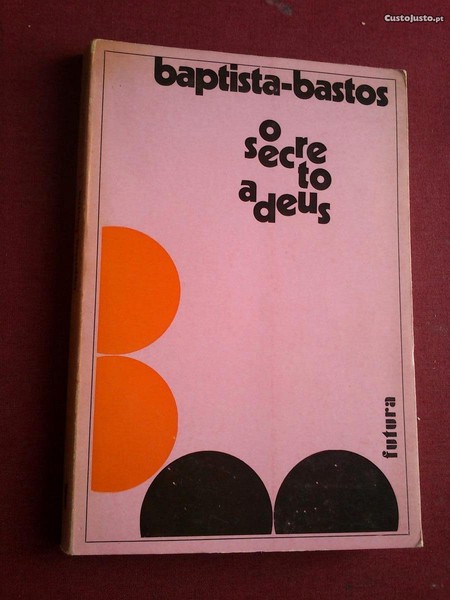 CustoJusto.pt
baptista-bastos
o
secre
to
adeus
futura